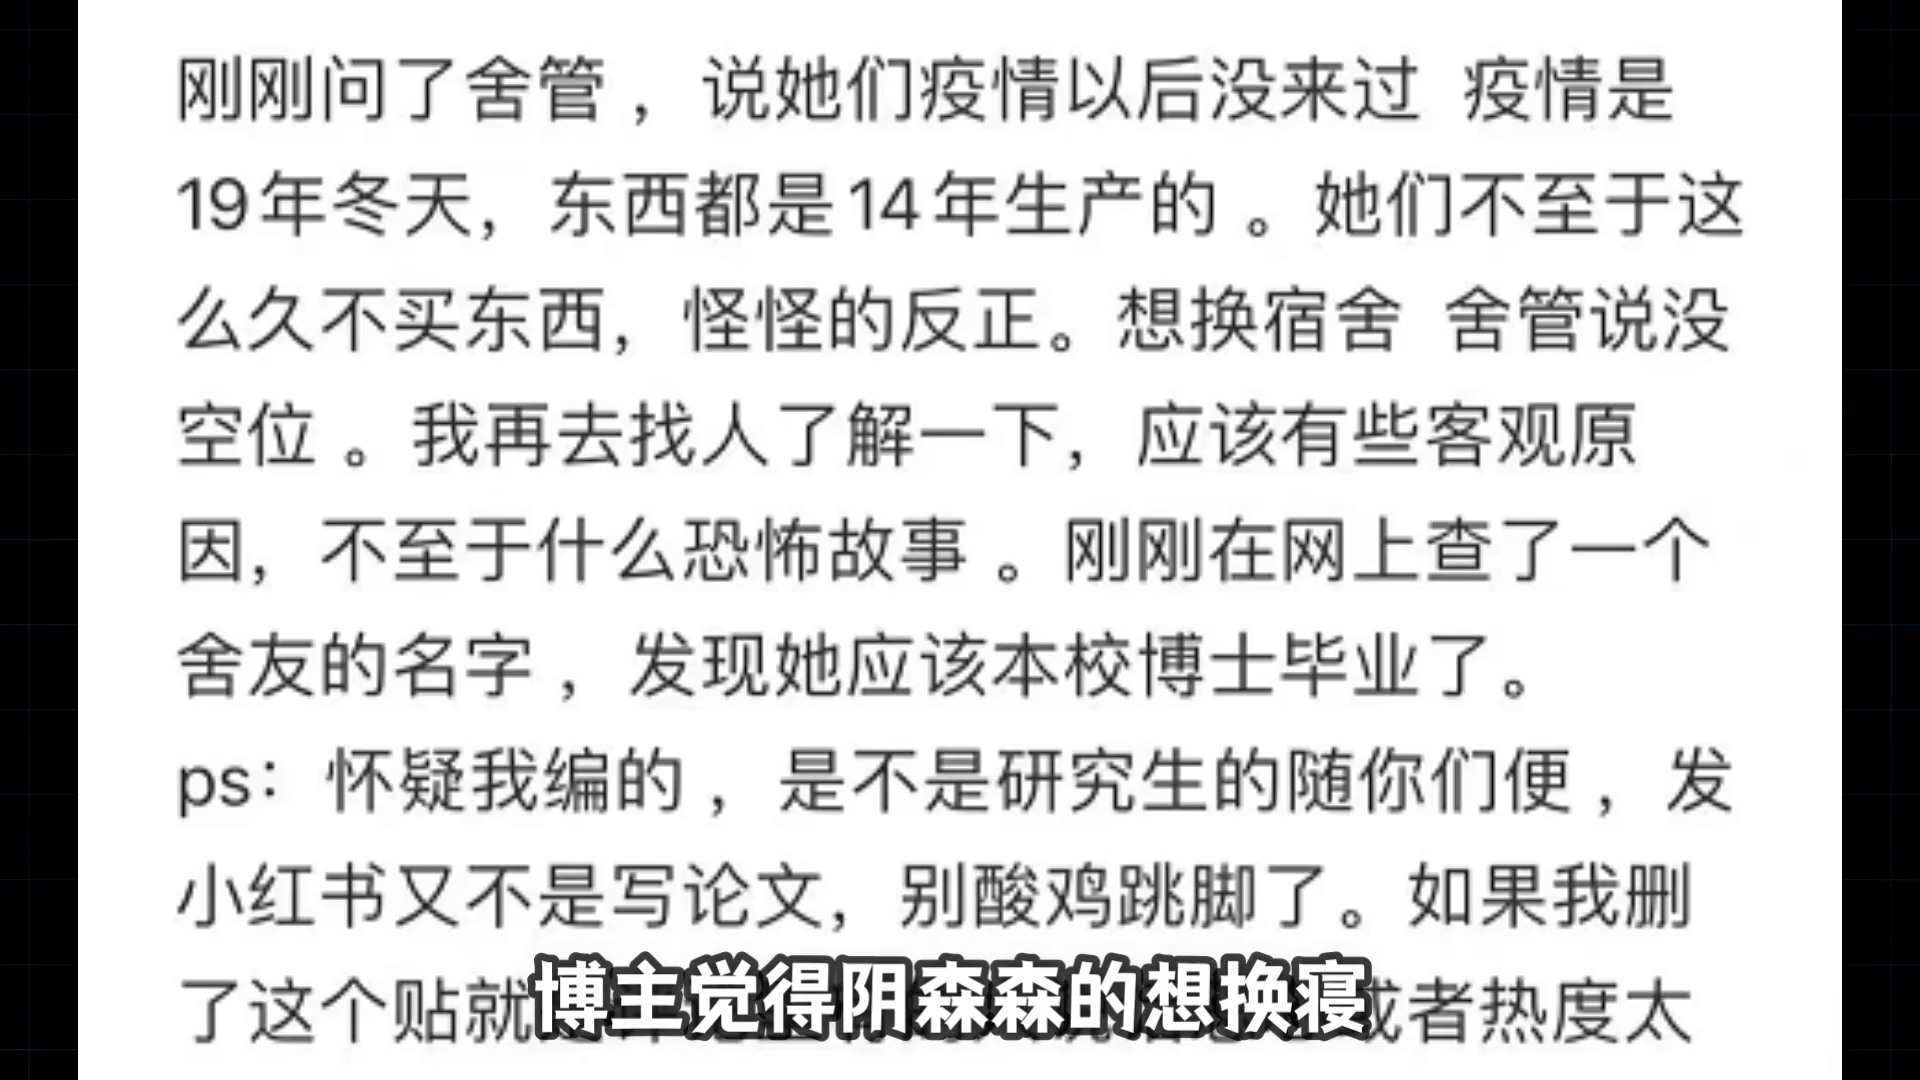 刚刚问了舍管，说她们疫情以后没来过 疫情是
19年冬天，东西都是14年生产的。她们不至于这
么久不买东西，怪怪的反正。想换宿舍 舍管说没
空位。我再去找人了解一下，应该有些客观原
因，不至于什么恐怖故事。刚刚在网上查了一个
舍友的名字，发现她应该本校博士毕业了。
ps：怀疑我编的，是不是研究生的随你们便，发
小红书又不是写论文，别酸鸡跳脚了。如果我删
了这个贴就 或者热度太
博主觉得阴森森的想换寝